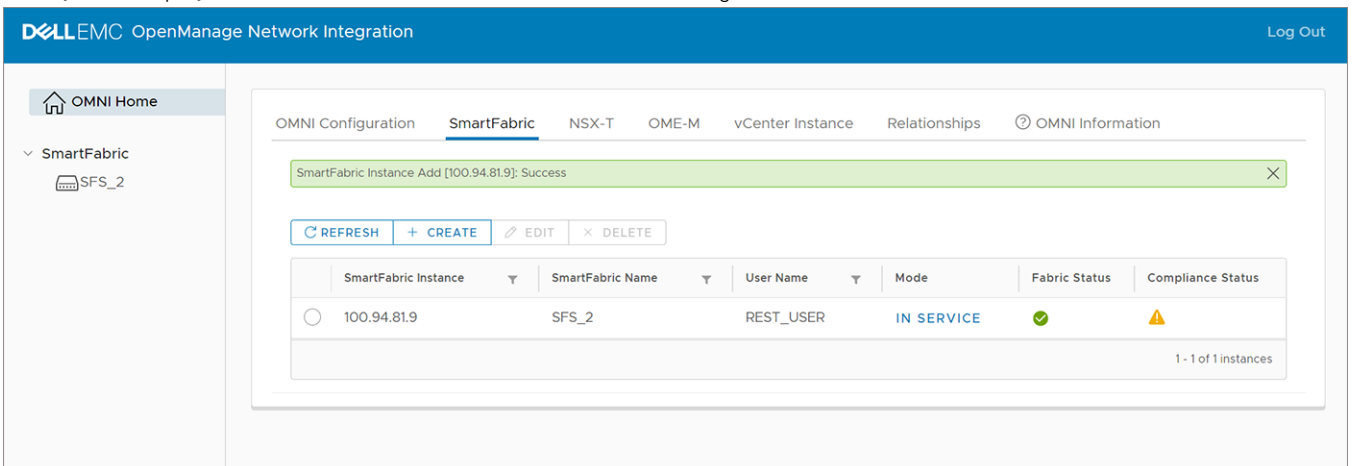 DELLEMC OpenManage Network Integration
Log Out
OMNI Home
SmartFabric
SFS_2
OMNI Configuration SmartFabric NSX-T OME-M vCenter Instance Relationships ? OMNI Information
SmartFabric Instance Add [100.94.81.9]: Success
REFRESH + CREATE EDIT × DELETE
SmartFabric Instance SmartFabric Name User Name Mode Fabric Status Compliance Status
100.94.81.9 SFS_2 REST_USER IN SERVICE
1 - 1 of 1 instances